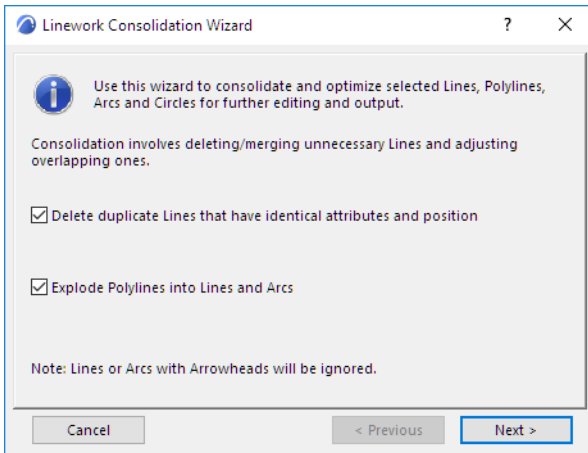 Linework Consolidation Wizard
?
Use this wizard to consolidate and optimize selected Lines, Polylines,
Arcs and Circles for further editing and output.
Consolidation involves deleting/merging unnecessary Lines and adjusting
overlapping ones.
Delete duplicate Lines that have identical attributes and position
Explode Polylines into Lines and Arcs
Note: Lines or Arcs with Arrowheads will be ignored.
Cancel
< Previous
Next >